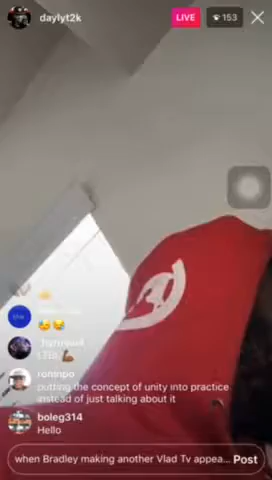 daylyt2k
LIVE
153
roninpo
putting the concept of unity into practice
instead of just talking about it
boleg314
Hello
when Bradley making another Vlad Tv appea... Post